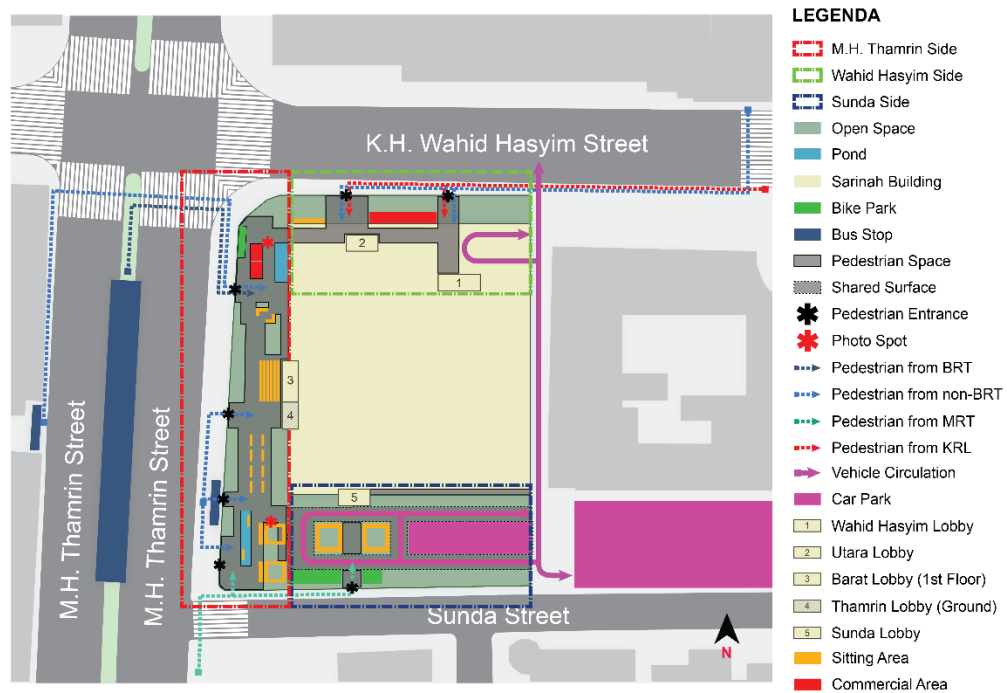 K.H. Wahid Hasyim Street
M.H. Thamrin Street
M.H. Thamrin Street
Sunda Street
2
1
3
4
5
N
LEGENDA
M.H. Thamrin Side
Wahid Hasyim Side
Sunda Side
Open Space
Pond
Sarinah Building
Bike Park
Bus Stop
Pedestrian Space
Shared Surface
Pedestrian Entrance
Photo Spot
Pedestrian from BRT
Pedestrian from non-BRT
Pedestrian from MRT
Pedestrian from KRL
Vehicle Circulation
Car Park
1 Wahid Hasyim Lobby
2 Utara Lobby
3 Barat Lobby (1st Floor)
4 Thamrin Lobby (Ground)
5 Sunda Lobby
Sitting Area
Commercial Area